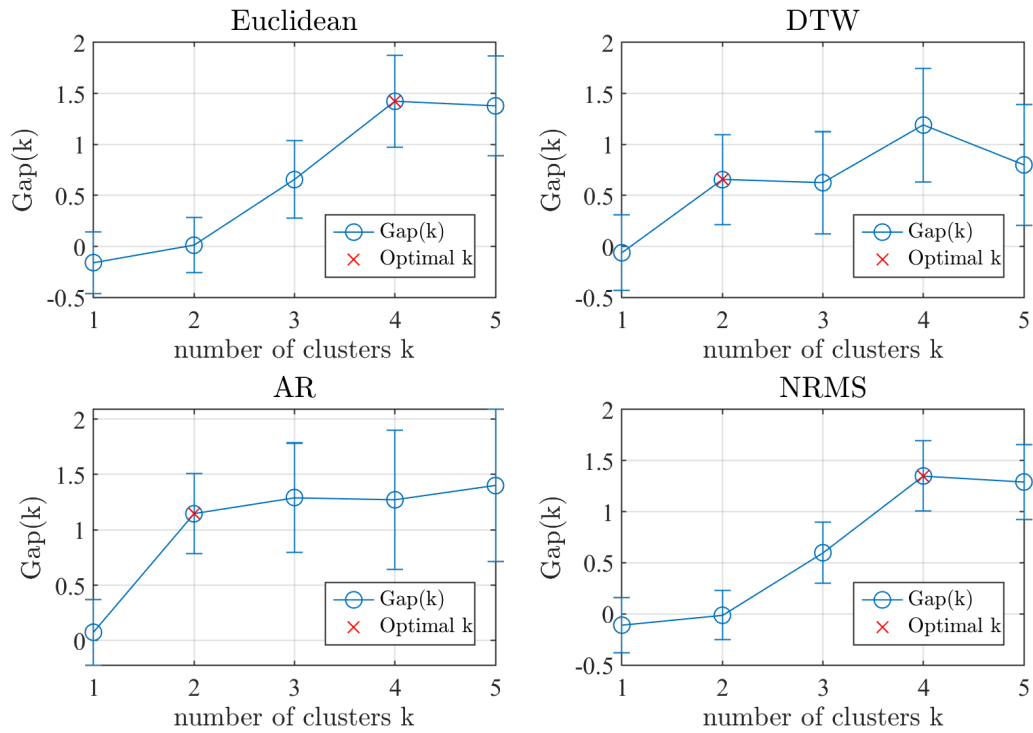 Euclidean
Gap(k)
2
1.5
1
0.5
0
-0.5
1 2 3 4 5
number of clusters k
Gap(k)
Optimal k
DTW
Gap(k)
2
1.5
1
0.5
0
-0.5
1 2 3 4 5
number of clusters k
Gap(k)
Optimal k
AR
Gap(k)
2
1.5
1
0.5
0
1 2 3 4 5
number of clusters k
Gap(k)
Optimal k
NRMS
Gap(k)
2
1.5
1
0.5
0
-0.5
1 2 3 4 5
number of clusters k
Gap(k)
Optimal k